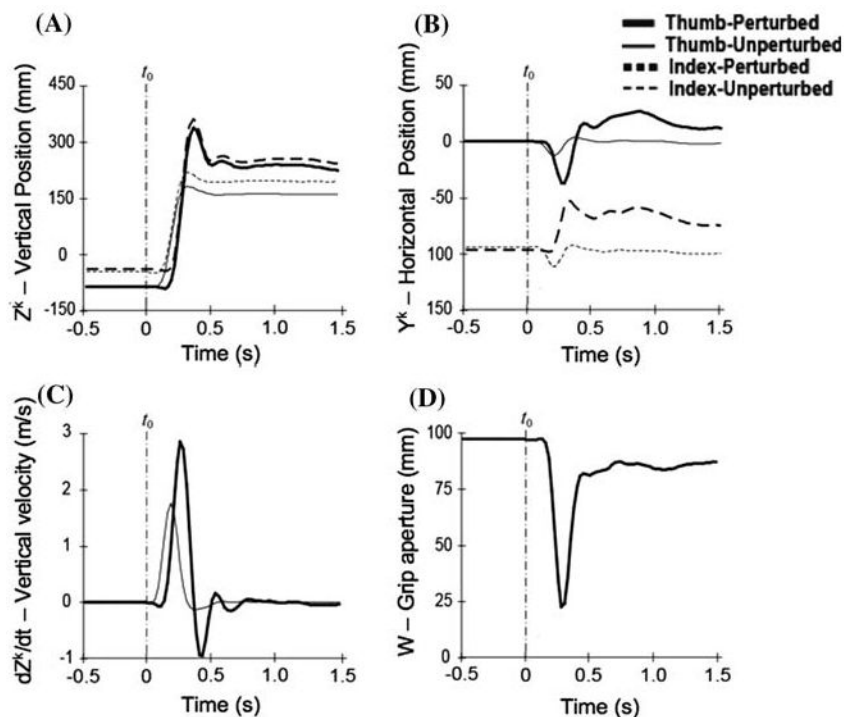 (A)
(B)
Thumb-Perturbed
Thumb-Unperturbed
Index-Perturbed
Index-Unperturbed
Z^k – Vertical Position (mm)
450
300
150
0
-150
t0
-0.5
0
0.5
1.0
1.5
Time (s)
Y^k – Horizontal Position (mm)
50
0
-50
100
150
t0
-0.5
0
0.5
1.0
1.5
Time (s)
(C)
(D)
dZ^k/dt – Vertical velocity (m/s)
3
2
1
0
-1
t0
-0.5
0
0.5
1.0
1.5
Time (s)
W – Grip aperture (mm)
100
75
50
25
0
t0
-0.5
0
0.5
1.0
1.5
Time (s)